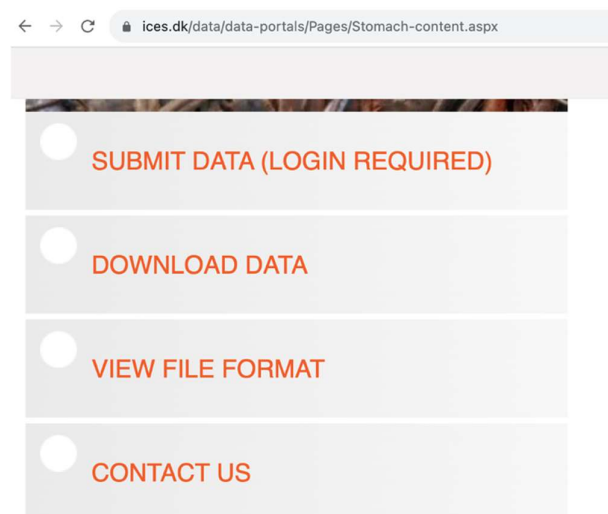 ices.dk/data/data-portals/Pages/Stomach-content.aspx
SUBMIT DATA (LOGIN REQUIRED)
DOWNLOAD DATA
VIEW FILE FORMAT
CONTACT US